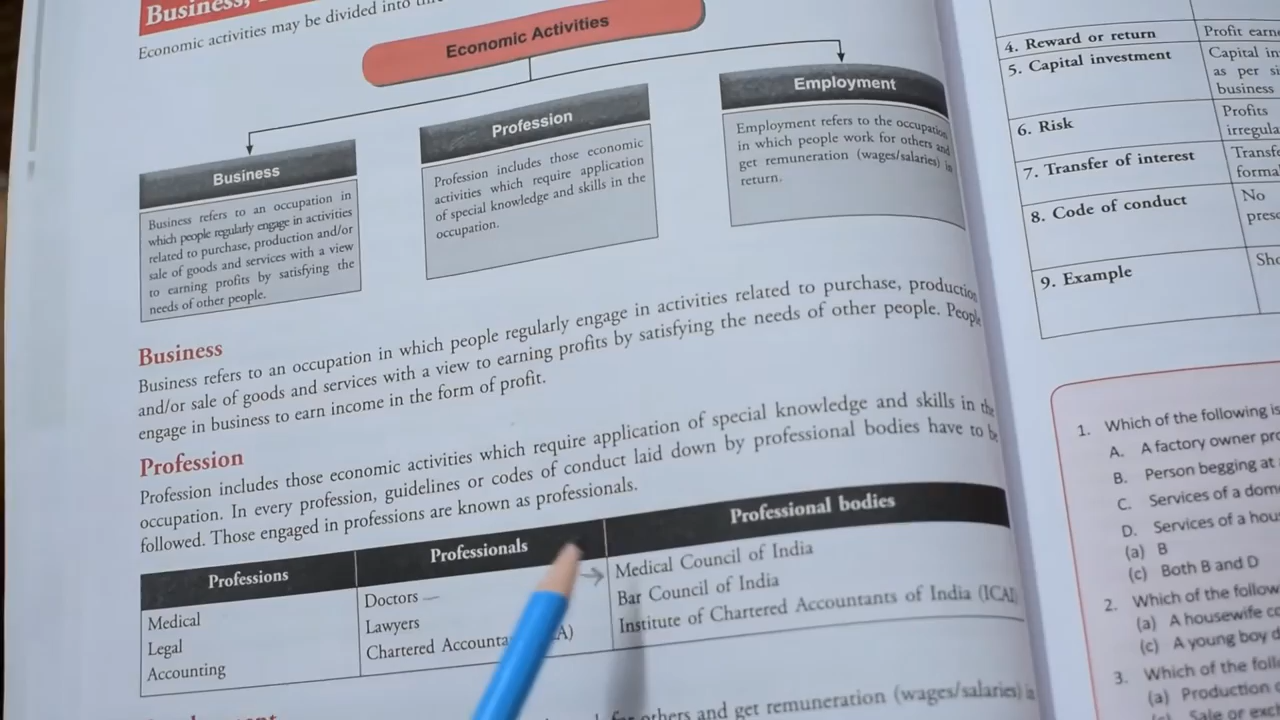 Business,
Economic activities may be divided into
Economic Activities
Business
Business refers to an occupation in
which people regularly engage in activities
related to purchase, production and/or
sale of goods and services with a view
to earning profits by satisfying the
needs of other people.
Profession
Profession includes those economic
activities which require application
of special knowledge and skills in the
occupation.
Employment
Employment refers to the occupation
in which people work for others and
get remuneration (wages/salaries) in
return.
Business
Business refers to an occupation in which people regularly engage in activities related to purchase, production
and/or sale of goods and services with a view to earning profits by satisfying the needs of other people. People
engage in business to earn income in the form of profit.
Profession
Profession includes those economic activities which require application of special knowledge and skills in the
occupation. In every profession, guidelines or codes of conduct laid down by professional bodies have to be
followed. Those engaged in professions are known as professionals.
Professions Professionals Professional bodies
Medical Doctors Medical Council of India
Legal Lawyers Bar Council of India
Accounting Chartered Institute of Chartered Accountants of India (ICAI
others and get remuneration (wages/salaries) in
4. Reward or return Profit
5. Capital investment Capital
as per
business
6. Risk Profits
7. Transfer of interest
8. Code of conduct No
9. Example
1. Which of the following is
A. A factory owner
B. Person begging at
C. Services of a
D. Services of a
(a) B
(c) Both B and D
2. Which of the
(a) A housewife
(c) A young boy
3. Which of the
(a) Production
Sale or